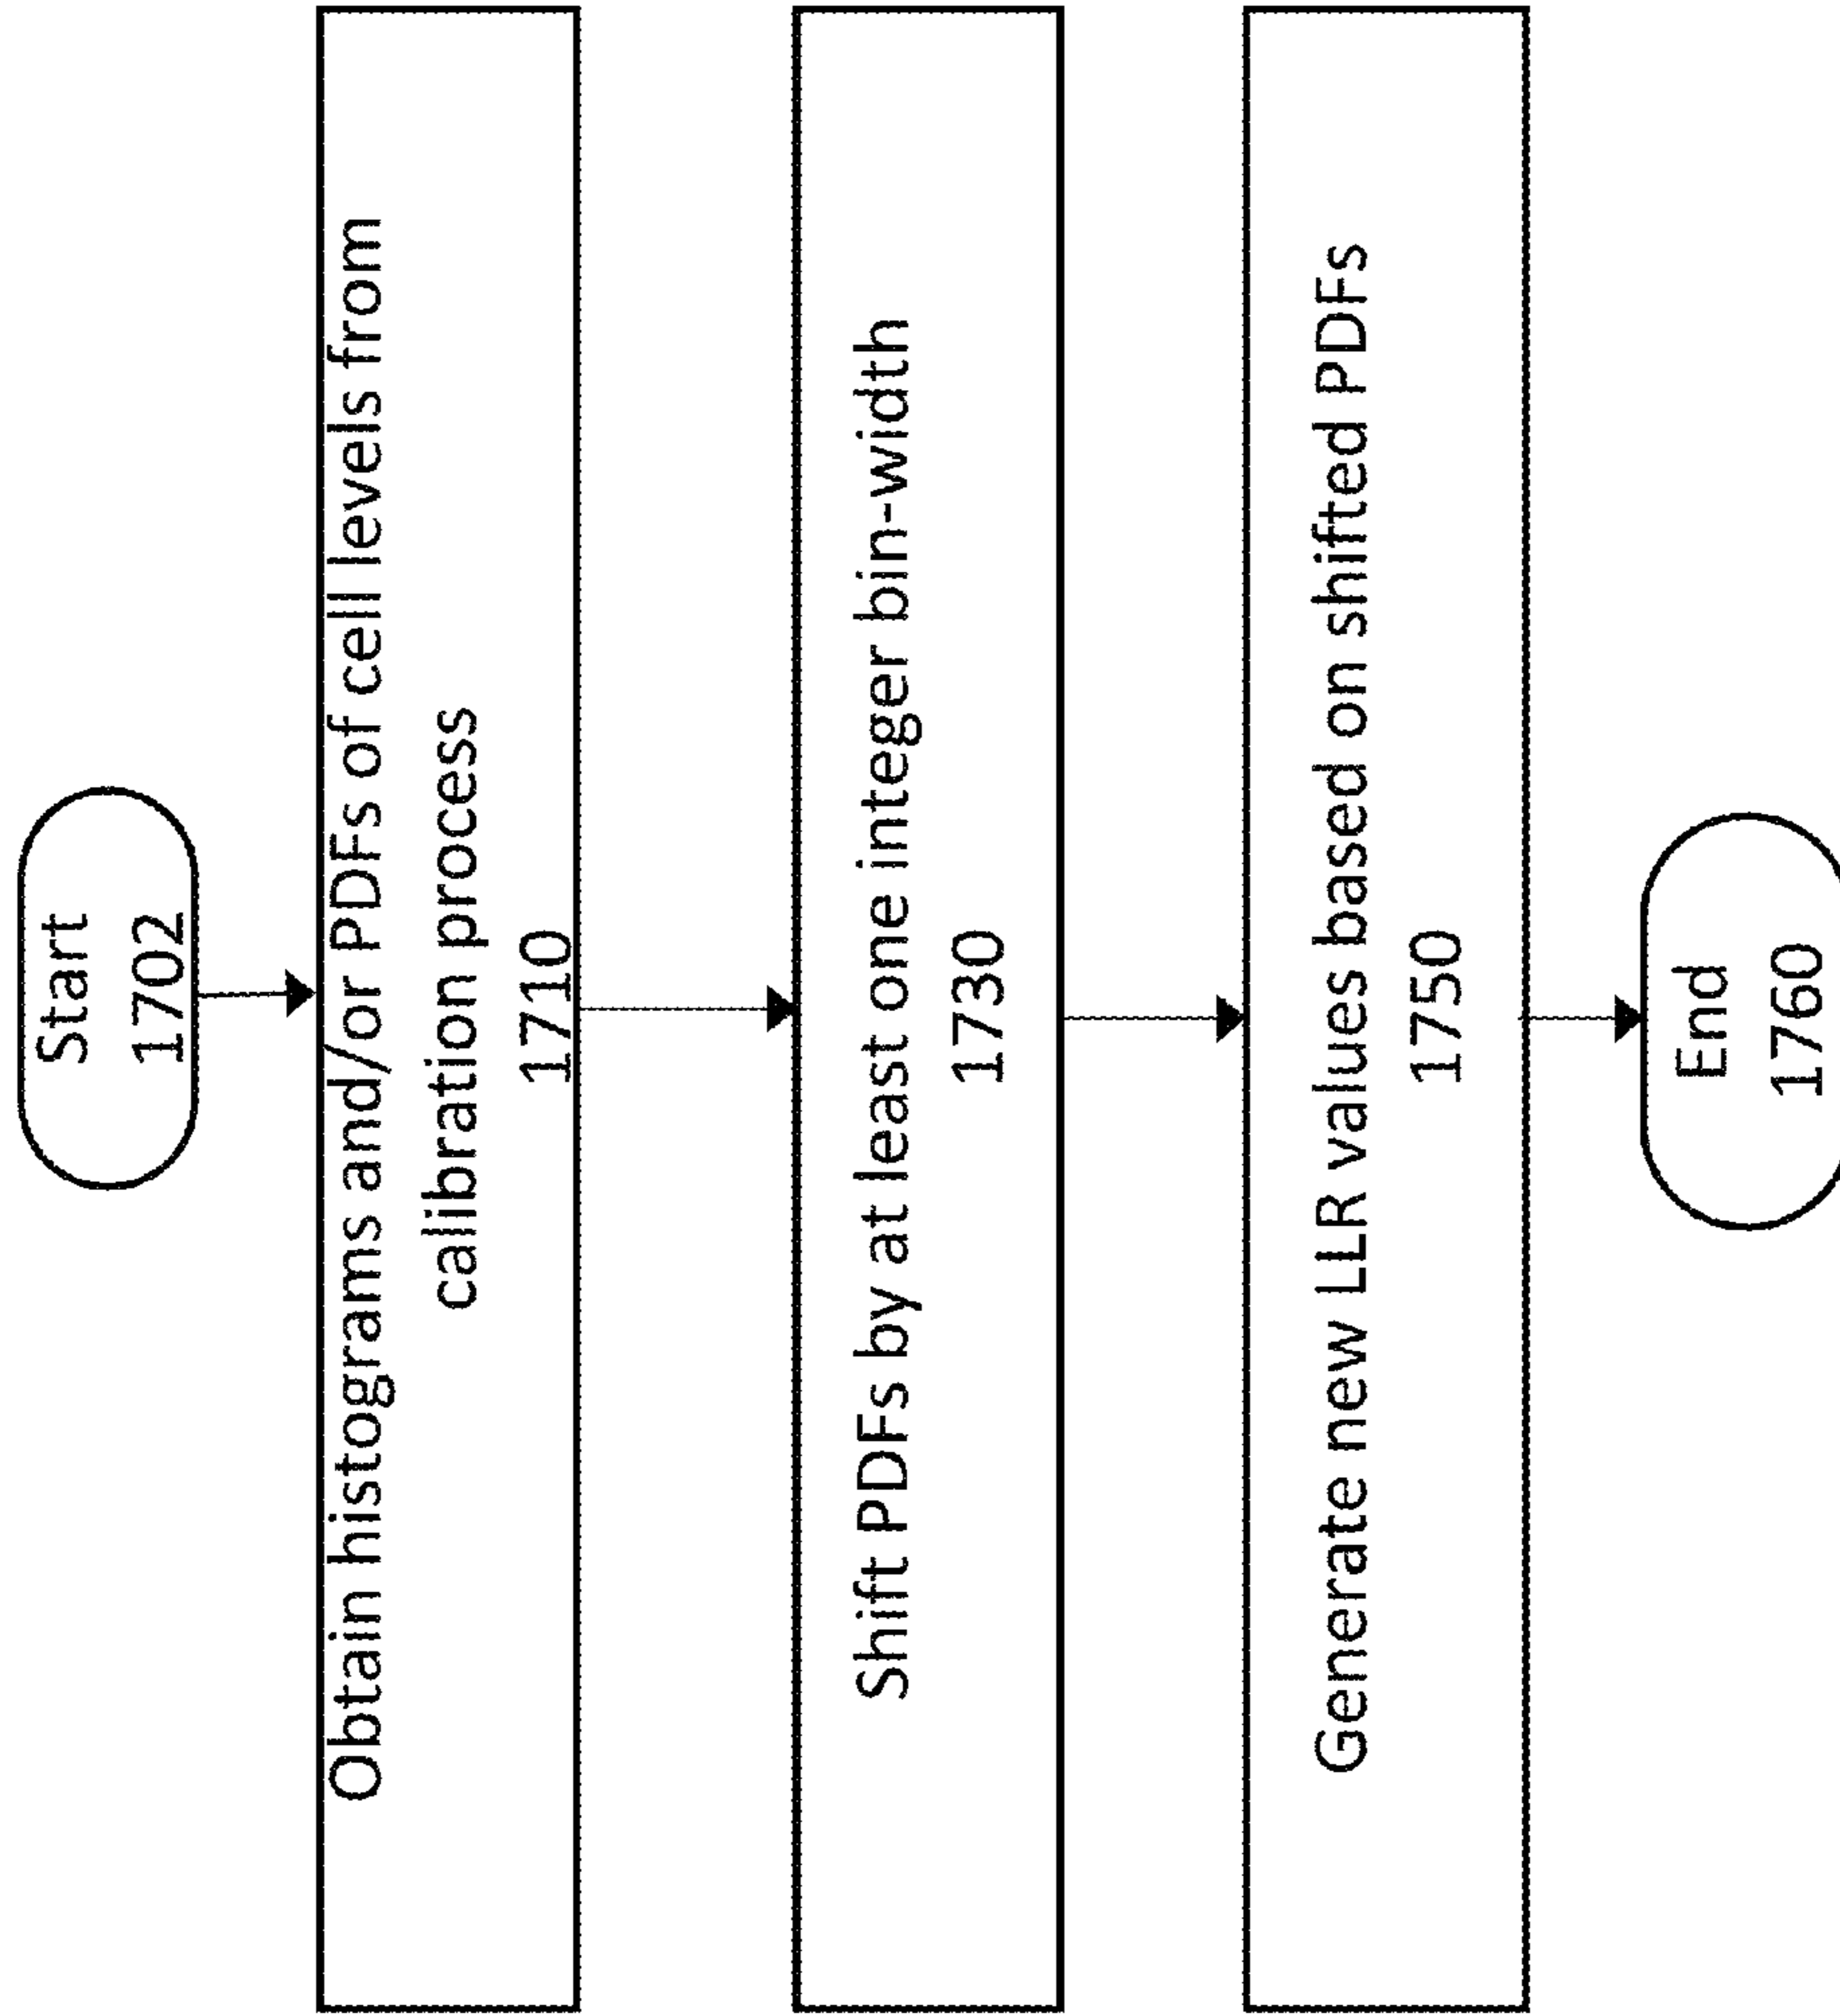 Start
1702
Obtain histograms and/or PDFs of cell levels from
calibration process
1710
Shift PDFs by at least one integer bin-width
1730
Generate new LLR values based on shifted PDFs
1750
End
1760